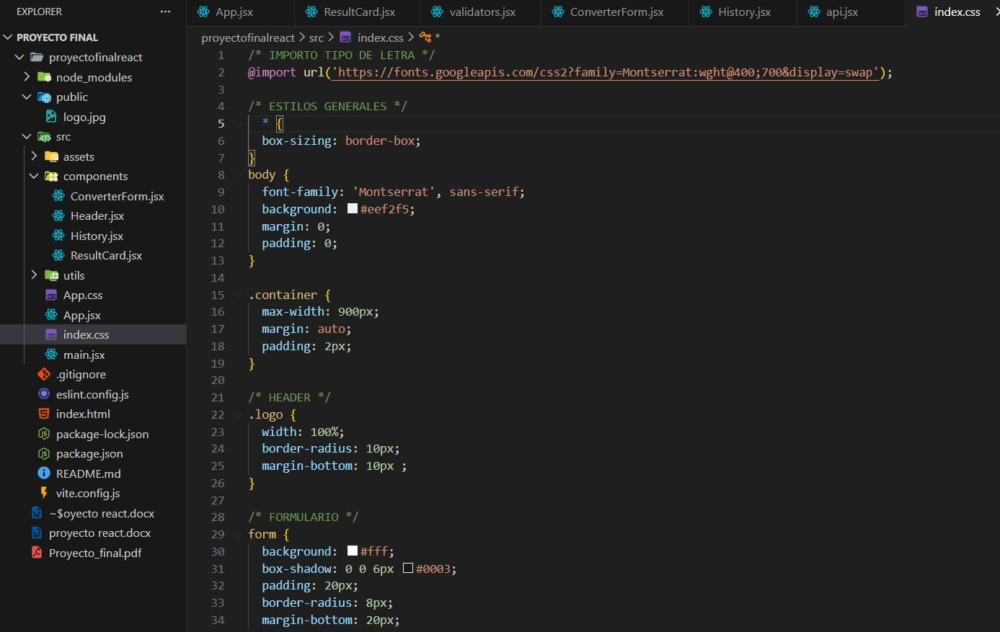 EXPLORER ...
App.jsx ResultCard.jsx validators.jsx ConverterForm.jsx History.jsx api.jsx index.css
PROYECTO FINAL
proyectofinalreact
node_modules
public
logo.jpg
src
assets
components
ConverterForm.jsx
Header.jsx
History.jsx
ResultCard.jsx
utils
App.css
App.jsx
index.css
main.jsx
.gitignore
eslint.config.js
index.html
package-lock.json
package.json
README.md
vite.config.js
~$oyecto react.docx
proyecto react.docx
Proyecto_final.pdf
proyectofinalreact > src > index.css > *
1 /* IMPORTO TIPO DE LETRA */
2 @import url('https://fonts.googleapis.com/css2?family=Montserrat:wght@400;700&display=swap');
3
4 /* ESTILOS GENERALES */
5 * {
6 box-sizing: border-box;
7 }
8 body {
9 font-family: 'Montserrat', sans-serif;
10 background: #eef2f5;
11 margin: 0;
12 padding: 0;
13 }
14
15 .container {
16 max-width: 900px;
17 margin: auto;
18 padding: 2px;
19 }
20
21 /* HEADER */
22 .logo {
23 width: 100%;
24 border-radius: 10px;
25 margin-bottom: 10px ;
26 }
27
28 /* FORMULARIO */
29 form {
30 background: #fff;
31 box-shadow: 0 0 6px #0003;
32 padding: 20px;
33 border-radius: 8px;
34 margin-bottom: 20px;